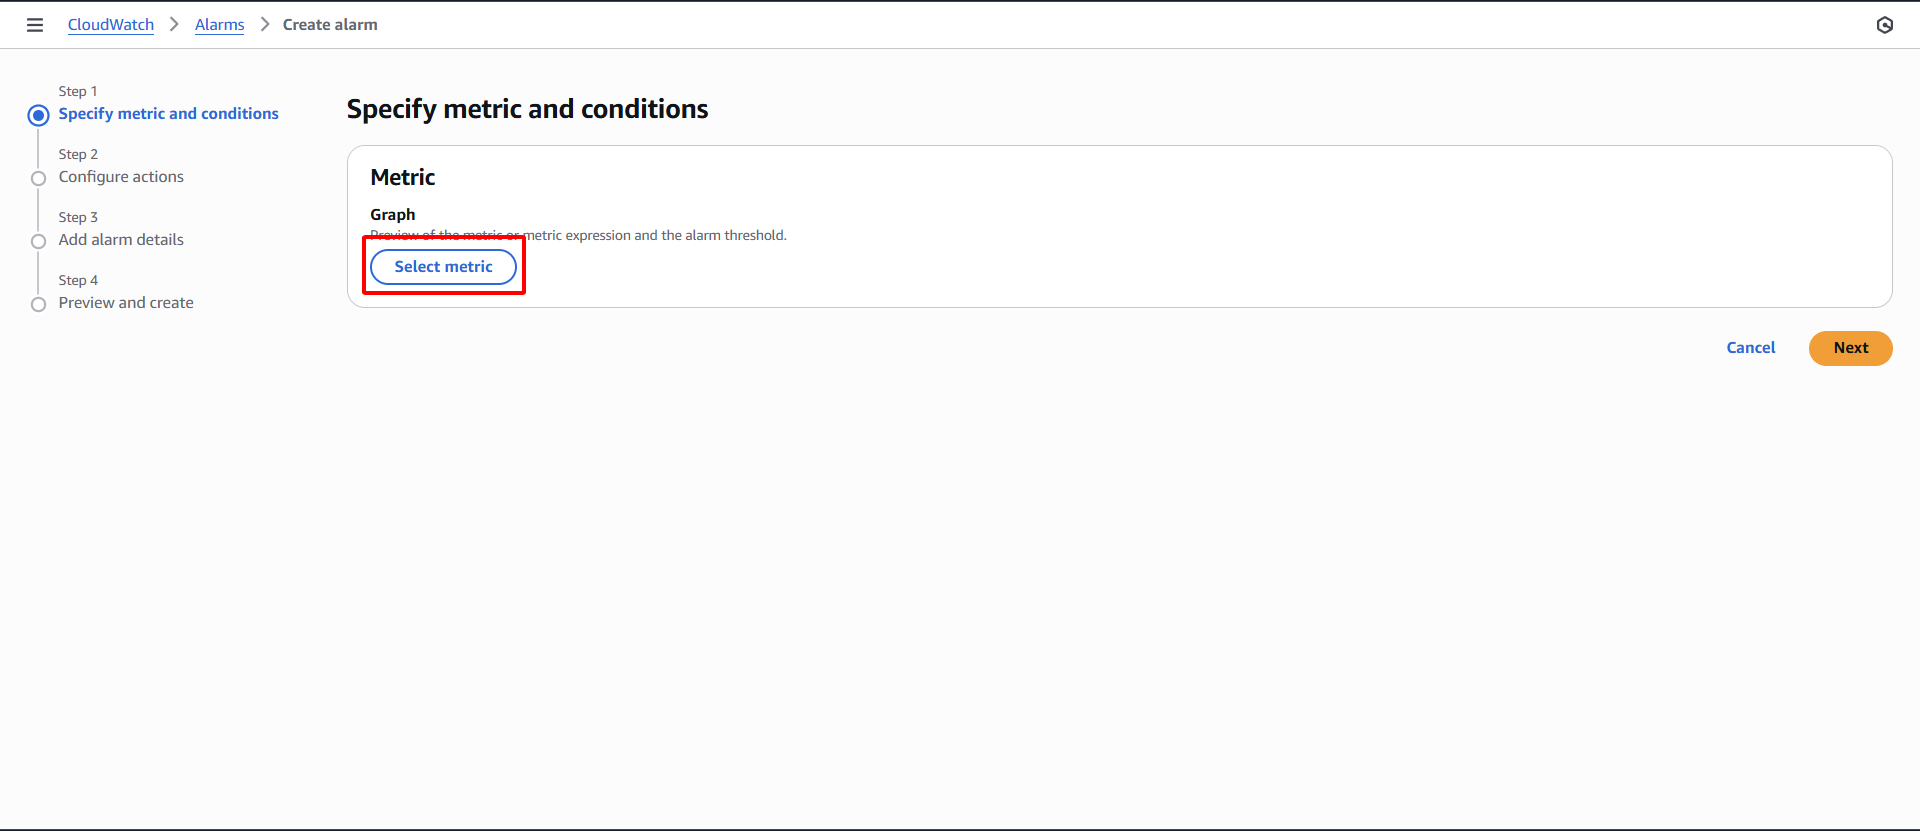 CloudWatch > Alarms > Create alarm
Step 1
Specify metric and conditions
Step 2
Configure actions
Step 3
Add alarm details
Step 4
Preview and create
Specify metric and conditions
Metric
Graph
Preview of the metric or metric expression and the alarm threshold.
Select metric
Cancel
Next